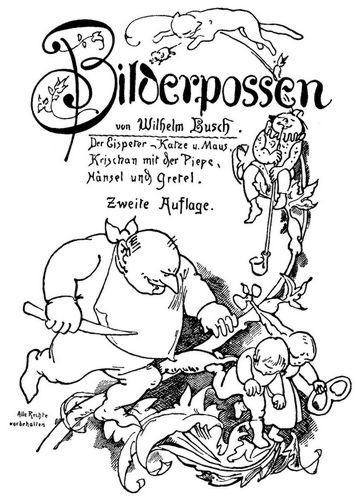 Bilderpossen
von Wilhelm Busch.
Der Eispeter - Katze u. Maus.
Krischan mit der Piepe.
Hänsel und Gretel.
Zweite Auflage.
Alle Rechte
vorbehalten